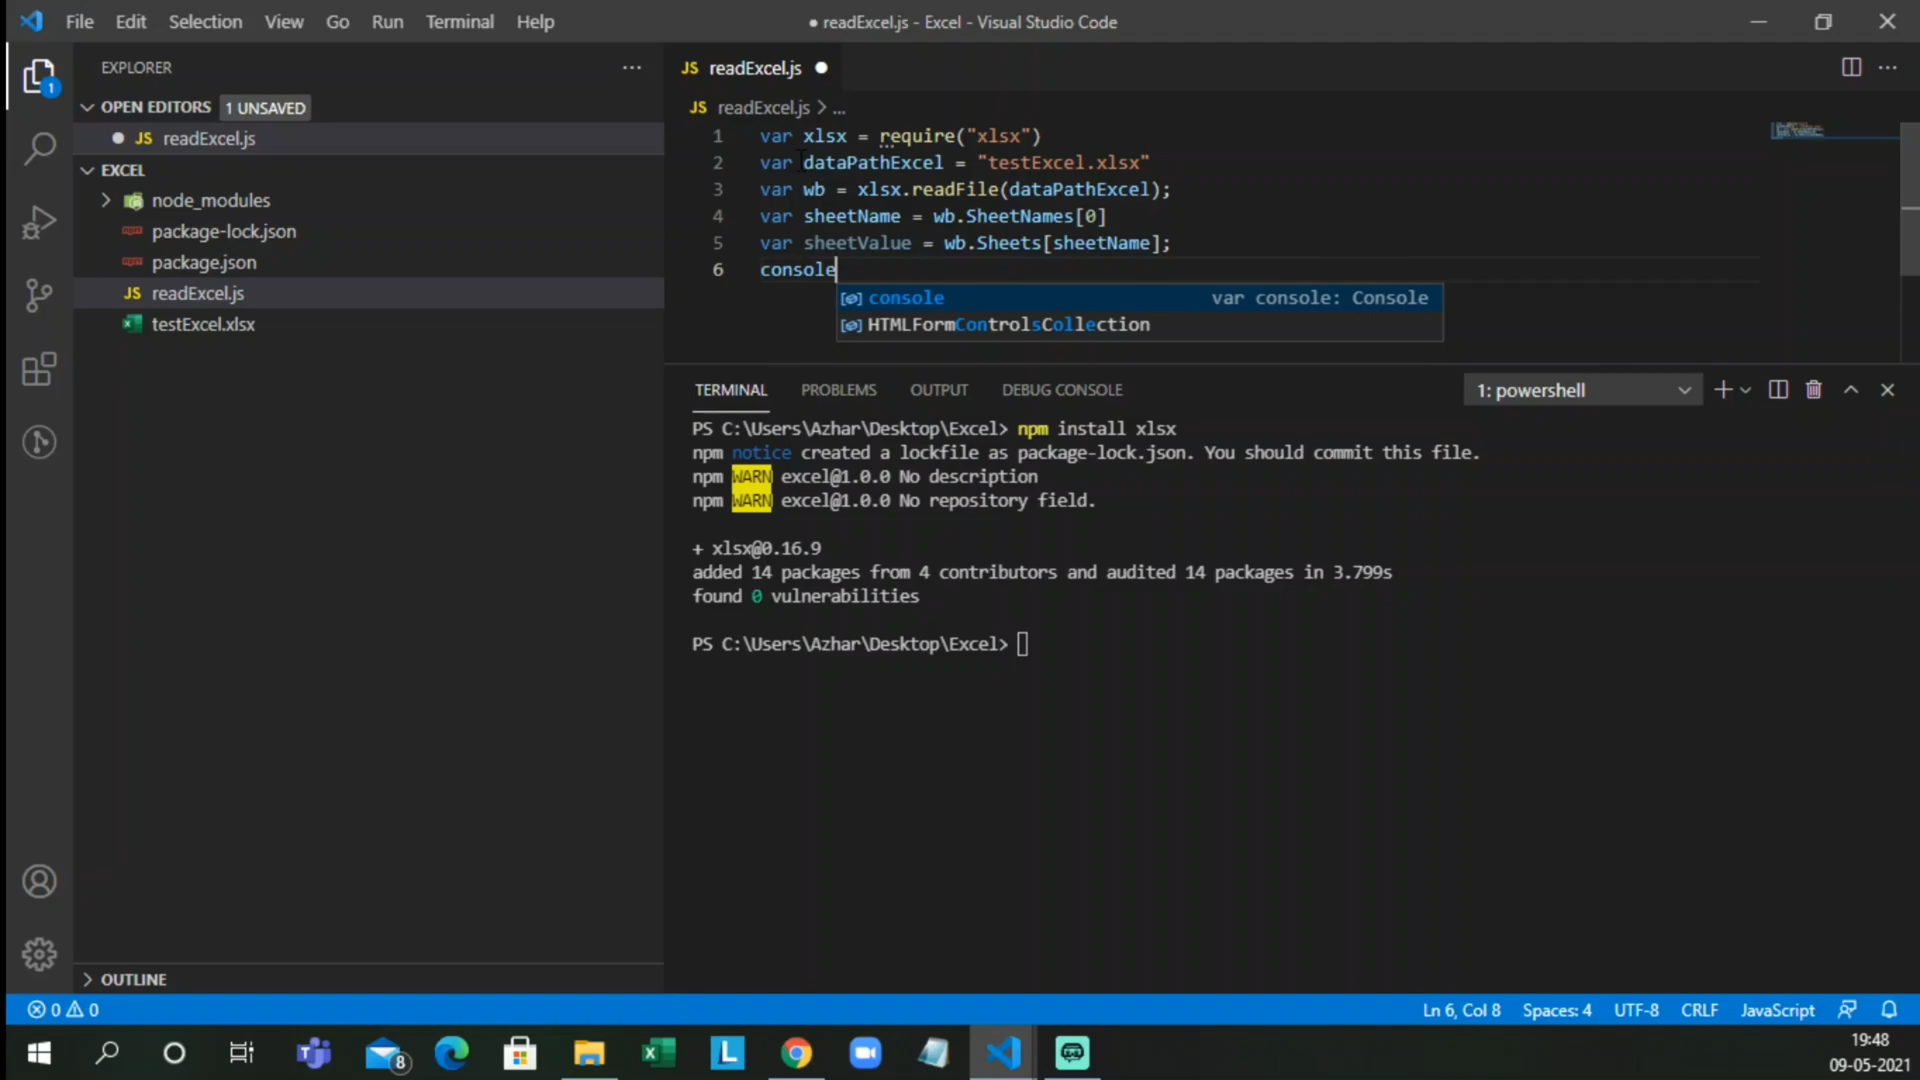 File Edit Selection View Go Run Terminal Help
● readExcel.js - Excel - Visual Studio Code
EXPLORER
OPEN EDITORS 1 UNSAVED
JS readExcel.js
EXCEL
node_modules
package-lock.json
package.json
JS readExcel.js
testExcel.xlsx
OUTLINE
1
JS readExcel.js
JS readExcel.js > ...
1 var xlsx = require("xlsx")
2 var dataPathExcel = "testExcel.xlsx"
3 var wb = xlsx.readFile(dataPathExcel);
4 var sheetName = wb.SheetNames[0]
5 var sheetValue = wb.Sheets[sheetName];
6 console
console var console: Console
HTMLFormControlsCollection
TERMINAL PROBLEMS OUTPUT DEBUG CONSOLE 1: powershell
PS C:\Users\Azhar\Desktop\Excel> npm install xlsx
npm notice created a lockfile as package-lock.json. You should commit this file.
npm WARN excel@1.0.0 No description
npm WARN excel@1.0.0 No repository field.
+ xlsx@0.16.9
added 14 packages from 4 contributors and audited 14 packages in 3.799s
found 0 vulnerabilities
PS C:\Users\Azhar\Desktop\Excel>
0 0 Ln 6, Col 8 Spaces: 4 UTF-8 CRLF JavaScript
8 L 19:48
09-05-2021